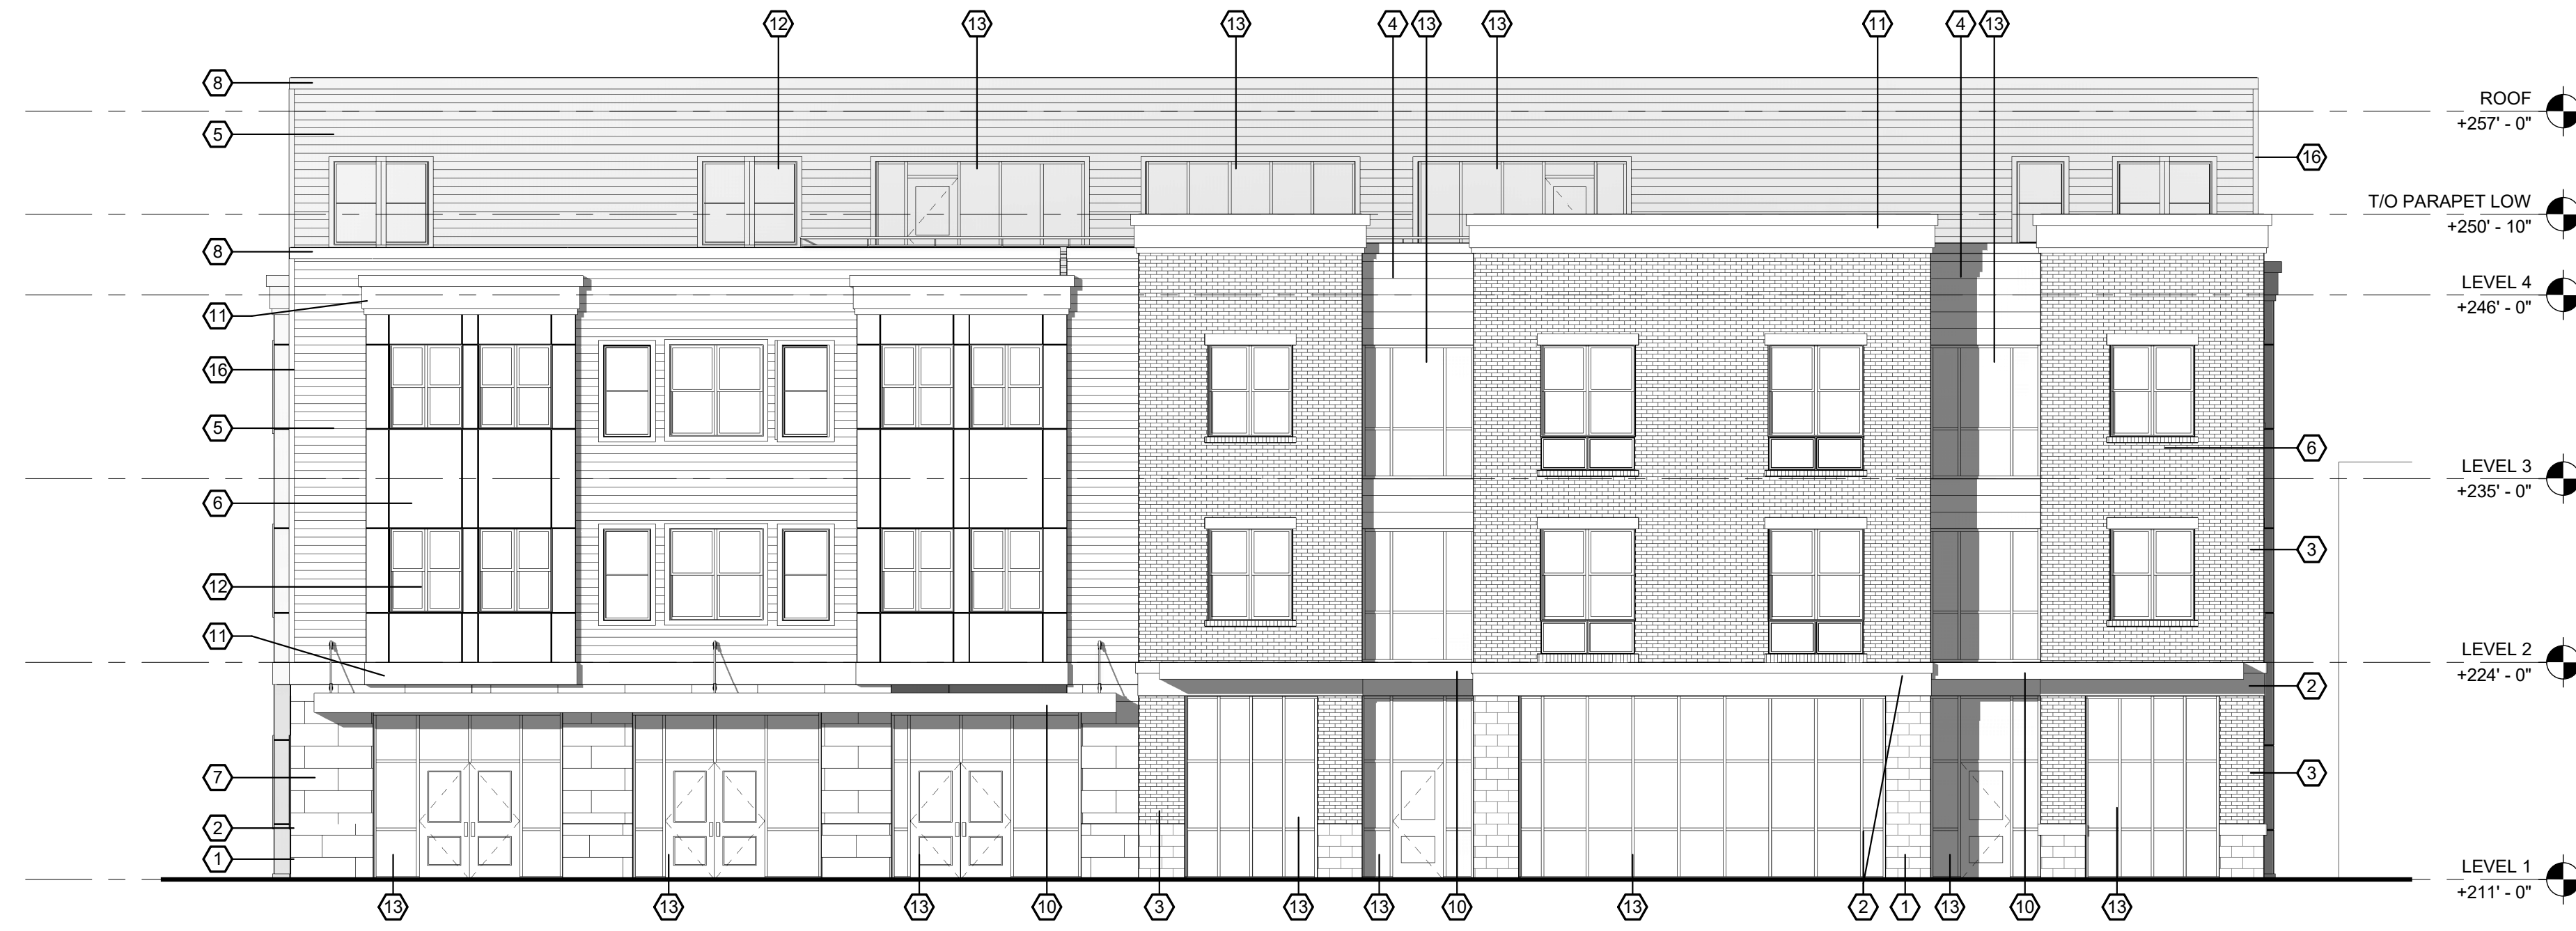 12 13 13 4 13 13 11 4 13
8
ROOF
+257' - 0"
5
16
T/O PARAPET LOW
+250' - 10"
8
LEVEL 4
+246' - 0"
11
16
5
6
LEVEL 3
+235' - 0"
6
3
12
11
LEVEL 2
+224' - 0"
2
7
3
2
1
LEVEL 1
+211' - 0"
13 13 13 10 3 13 13 10 13 2 1 13 10 13